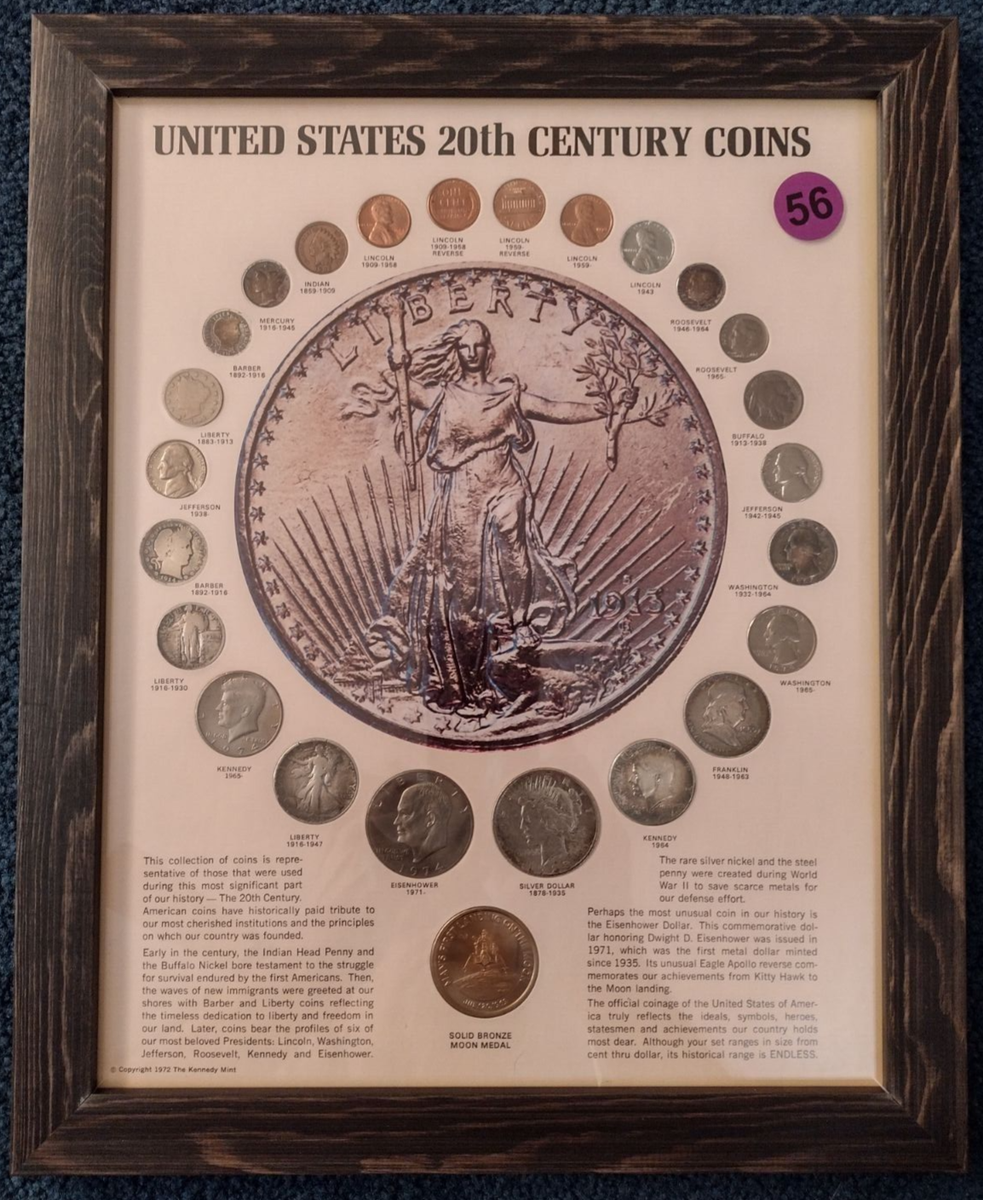 UNITED STATES 20th CENTURY COINS
56
LINCOLN
1909-1958
REVERSE
LINCOLN
1959-
REVERSE
LINCOLN
1909-1958
LINCOLN
1959-
INDIAN
1859-1909
LINCOLN
1943
MERCURY
1916-1945
ROOSEVELT
1946-1964
BARBER
1892-1916
ROOSEVELT
1965-
LIBERTY
1883-1913
BUFFALO
1913-1938
JEFFERSON
1938-
JEFFERSON
1942-1945
BARBER
1892-1916
WASHINGTON
1932-1964
LIBERTY
1916-1930
WASHINGTON
1965-
LIBERTY
1913
KENNEDY
1965-
FRANKLIN
1948-1963
LIBERTY
1916-1947
KENNEDY
1964
EISENHOWER
1971-
SILVER DOLLAR
1878-1935
This collection of coins is repre-
sentative of those that were used
during this most significant part
of our history — The 20th Century.
American coins have historically paid tribute to
our most cherished institutions and the principles
on which our country was founded.
Early in the century, the Indian Head Penny and
the Buffalo Nickel bore testament to the struggle
for survival endured by the first Americans. Then,
the waves of new immigrants were greeted at our
shores with Barber and Liberty coins reflecting
the timeless dedication to liberty and freedom in
our land. Later, coins bear the profiles of six of
our most beloved Presidents: Lincoln, Washington,
Jefferson, Roosevelt, Kennedy and Eisenhower.
© Copyright 1972 The Kennedy Mint
SOLID BRONZE
MOON MEDAL
The rare silver nickel and the steel
penny were created during World
War II to save scarce metals for
our defense effort.
Perhaps the most unusual coin in our history is
the Eisenhower Dollar. This commemorative dol-
lar honoring Dwight D. Eisenhower was issued in
1971, which was the first metal dollar minted
since 1935. Its unusual Eagle Apollo reverse com-
memorates our achievements from Kitty Hawk to
the Moon landing.
The official coinage of the United States of Amer-
ica truly reflects the ideals, symbols, heroes,
statesmen and achievements our country holds
most dear. Although your set ranges in size from
cent thru dollar, its historical range is ENDLESS.